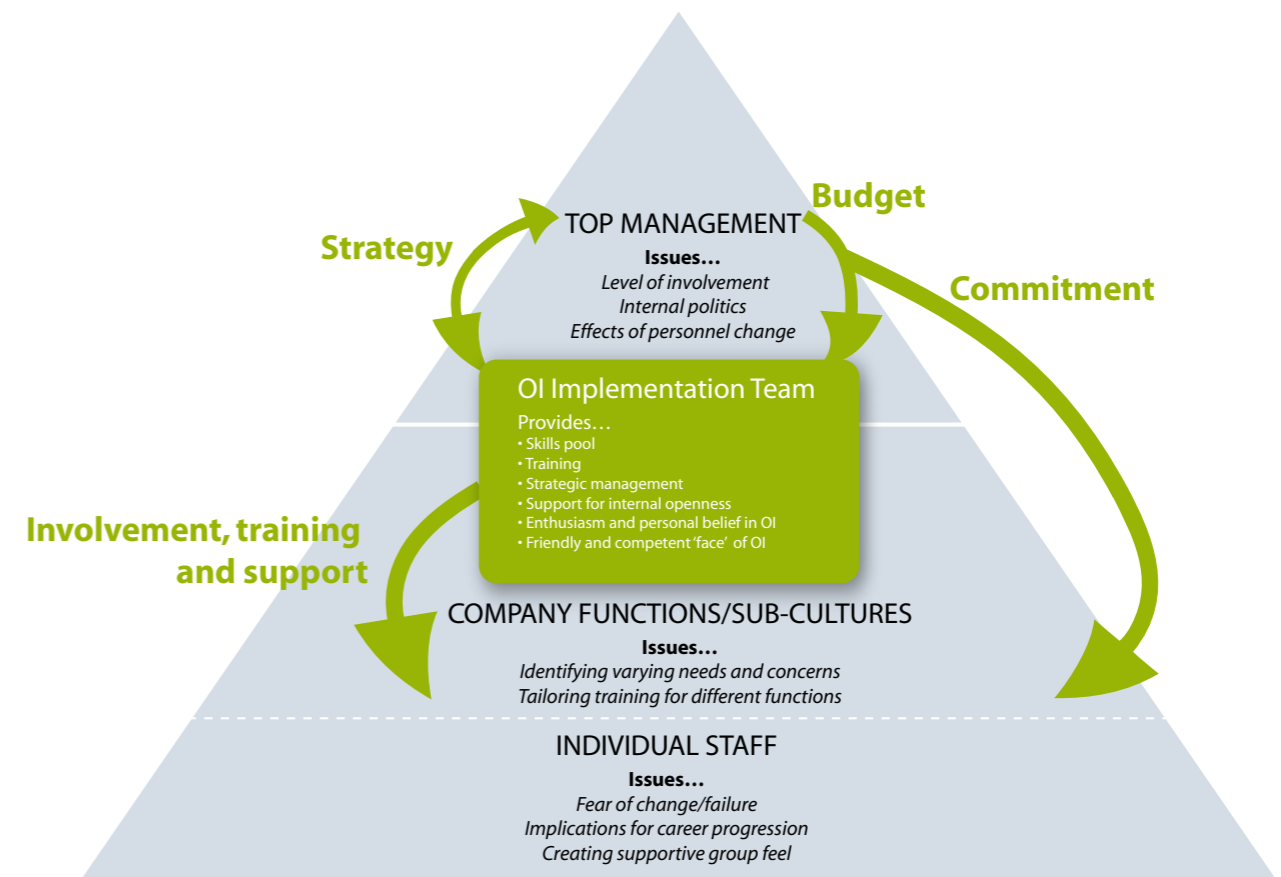 Budget
TOP MANAGEMENT
Strategy
Issues…
Level of involvement
Commitment
Internal politics
Effects of personnel change
OI Implementation Team
Provides…
• Skills pool
• Training
• Strategic management
• Support for internal openness
• Enthusiasm and personal belief in OI
• Friendly and competent ‘face’ of OI
Involvement, training
and support
COMPANY FUNCTIONS/SUB-CULTURES
Issues…
Identifying varying needs and concerns
Tailoring training for different functions
INDIVIDUAL STAFF
Issues…
Fear of change/failure
Implications for career progression
Creating supportive group feel